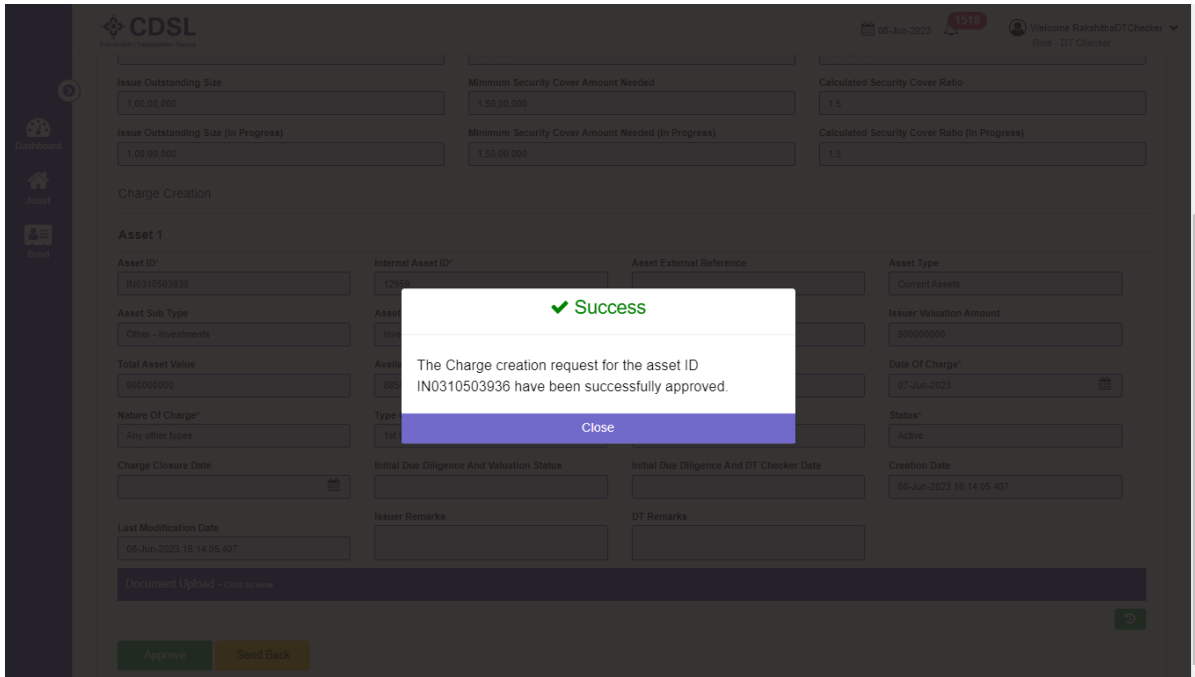 CDSL
08-Jun-2023
1518
Welcome RakshithaDTChecker
Role - DT Checker
Issue Outstanding Size
Minimum Security Cover Amount Needed
Calculated Security Cover Ratio
1,00,00,000
1,50,00,000
1.5
Issue Outstanding Size (In Progress)
Minimum Security Cover Amount Needed (In Progress)
Calculated Security Cover Ratio (In Progress)
1,00,00,000
1,50,00,000
1.5
Dashboard
Asset
Charge Creation
Asset 1
Asset ID*
Internal Asset ID*
Asset External Reference
Asset Type
IN0310503936
12959
Current Assets
Asset Sub Type
Asset
Issuer Valuation Amount
Other - Investments
Inve
900000000
Total Asset Value
Availa
Date Of Charge*
900000000
07-Jun-2023
Nature Of Charge*
Type
Status*
Any other types
1st
Active
Success
The Charge creation request for the asset ID
IN0310503936 have been successfully approved.
Close
Charge Closure Date
Initial Due Diligence And Valuation Status
Initial Due Diligence And DT Checker Date
Creation Date
08-Jun-2023 16:14:05.407
Last Modification Date
Issuer Remarks
DT Remarks
08-Jun-2023 16:14:05.407
Document Upload - Click to view
Approve
Send Back